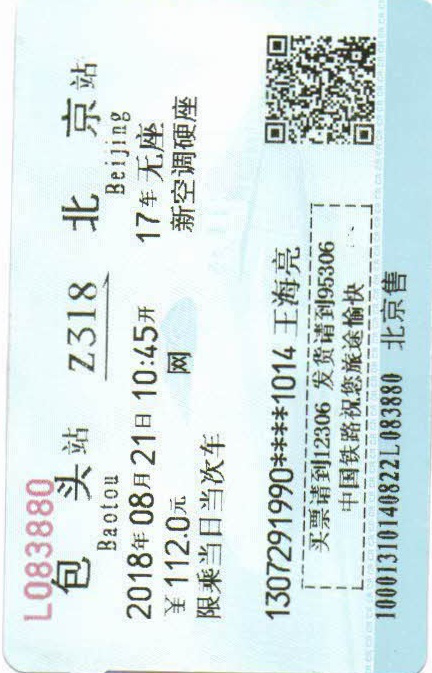 L083880
包头站 Z318 北京站
Baotou Beijing
2018年08月21日10:45开 17车无座
￥112.0元 网 新空调硬座
限乘当日当次车
1307291990****1014 王海亮
买票请到12306 发货请到95306
中国铁路祝您旅途愉快
10001310140822L083880 北京售